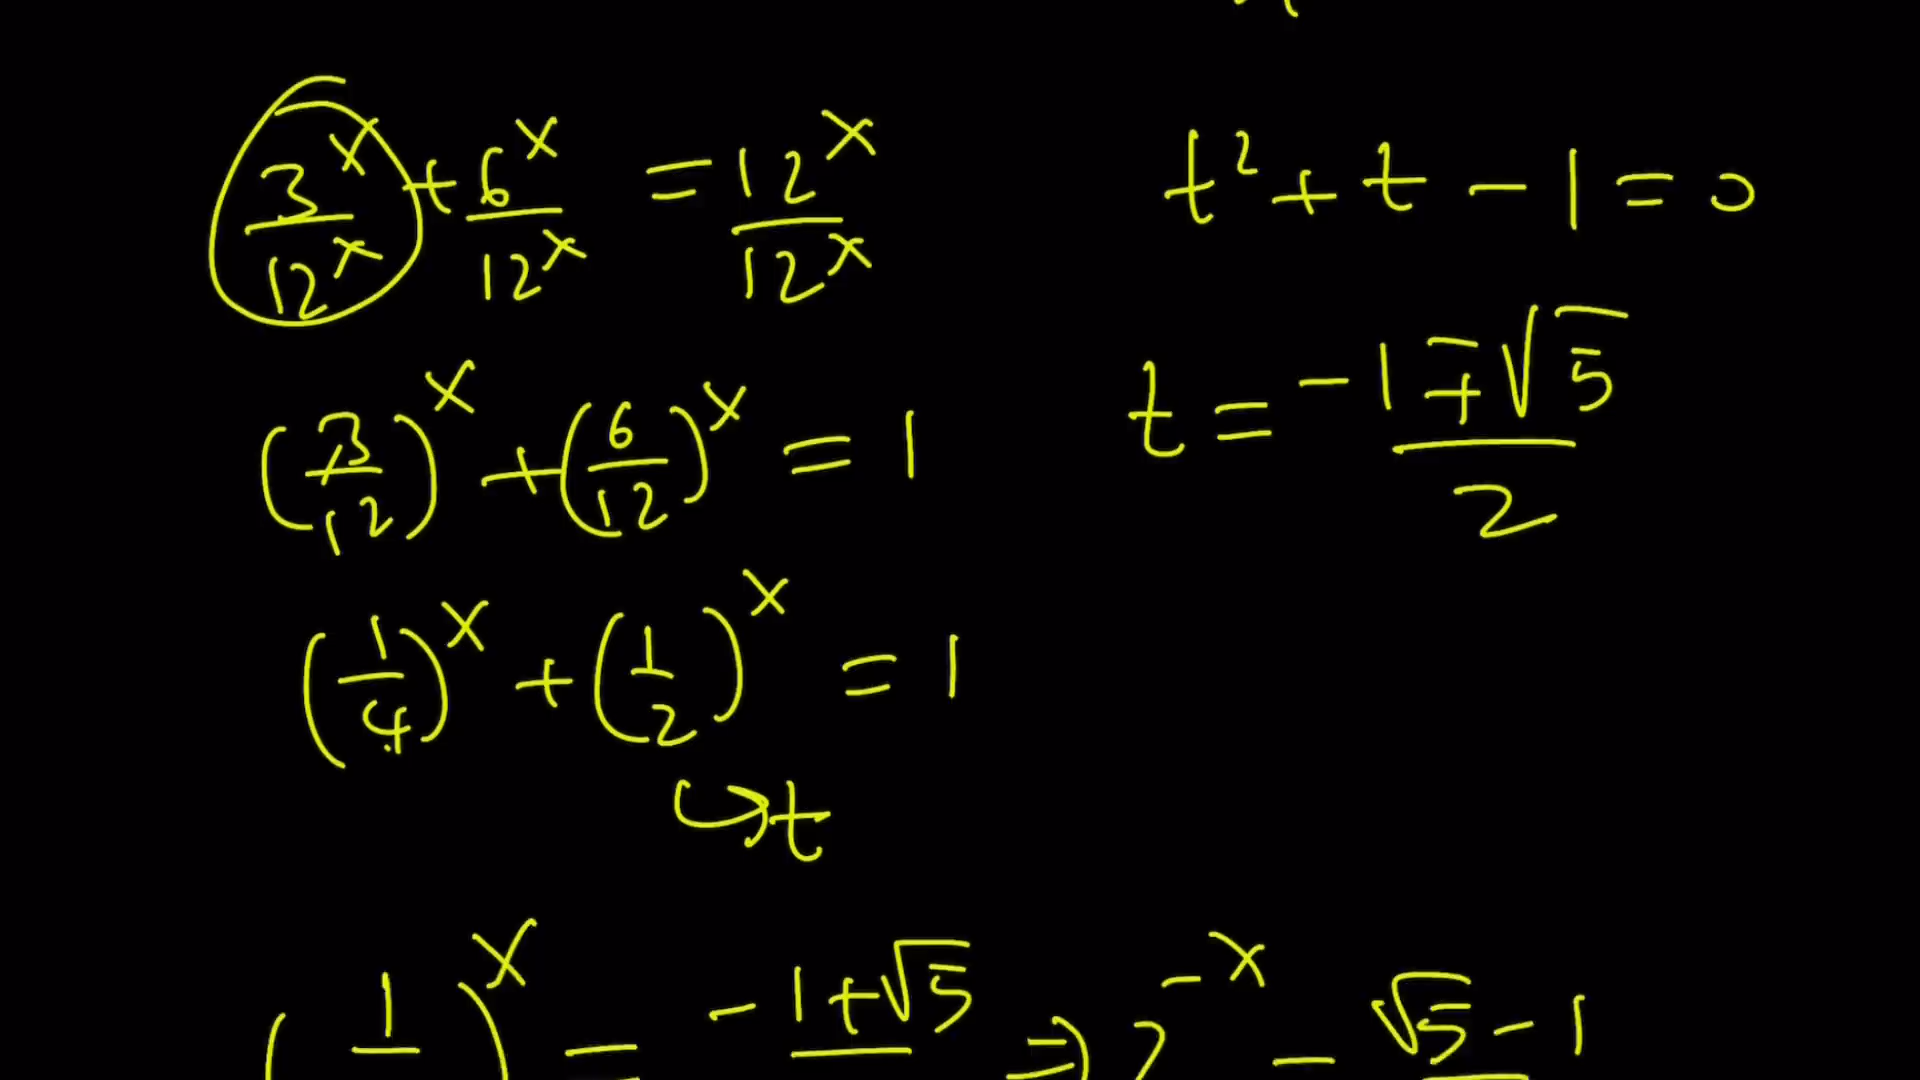 3^x/12^x + 6^x/12^x = 12^x/12^x
(3/12)^x + (6/12)^x = 1
(1/4)^x + (1/2)^x = 1
↪t
t² + t - 1 = 0
t = (-1∓√5)/2
(1/ )^x = -1+√5 ⇒ 2^-x = √5-1